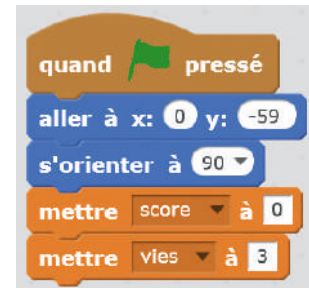 quand pressé
aller à x: 0 y: -59
s'orienter à 90
mettre score à 0
mettre vies à 3